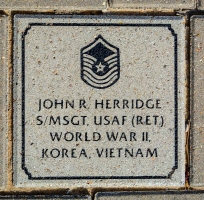 JOHN R. HERRIDGE
S/MSGT. USAF (RET)
WORLD WAR II,
KOREA, VIETNAM